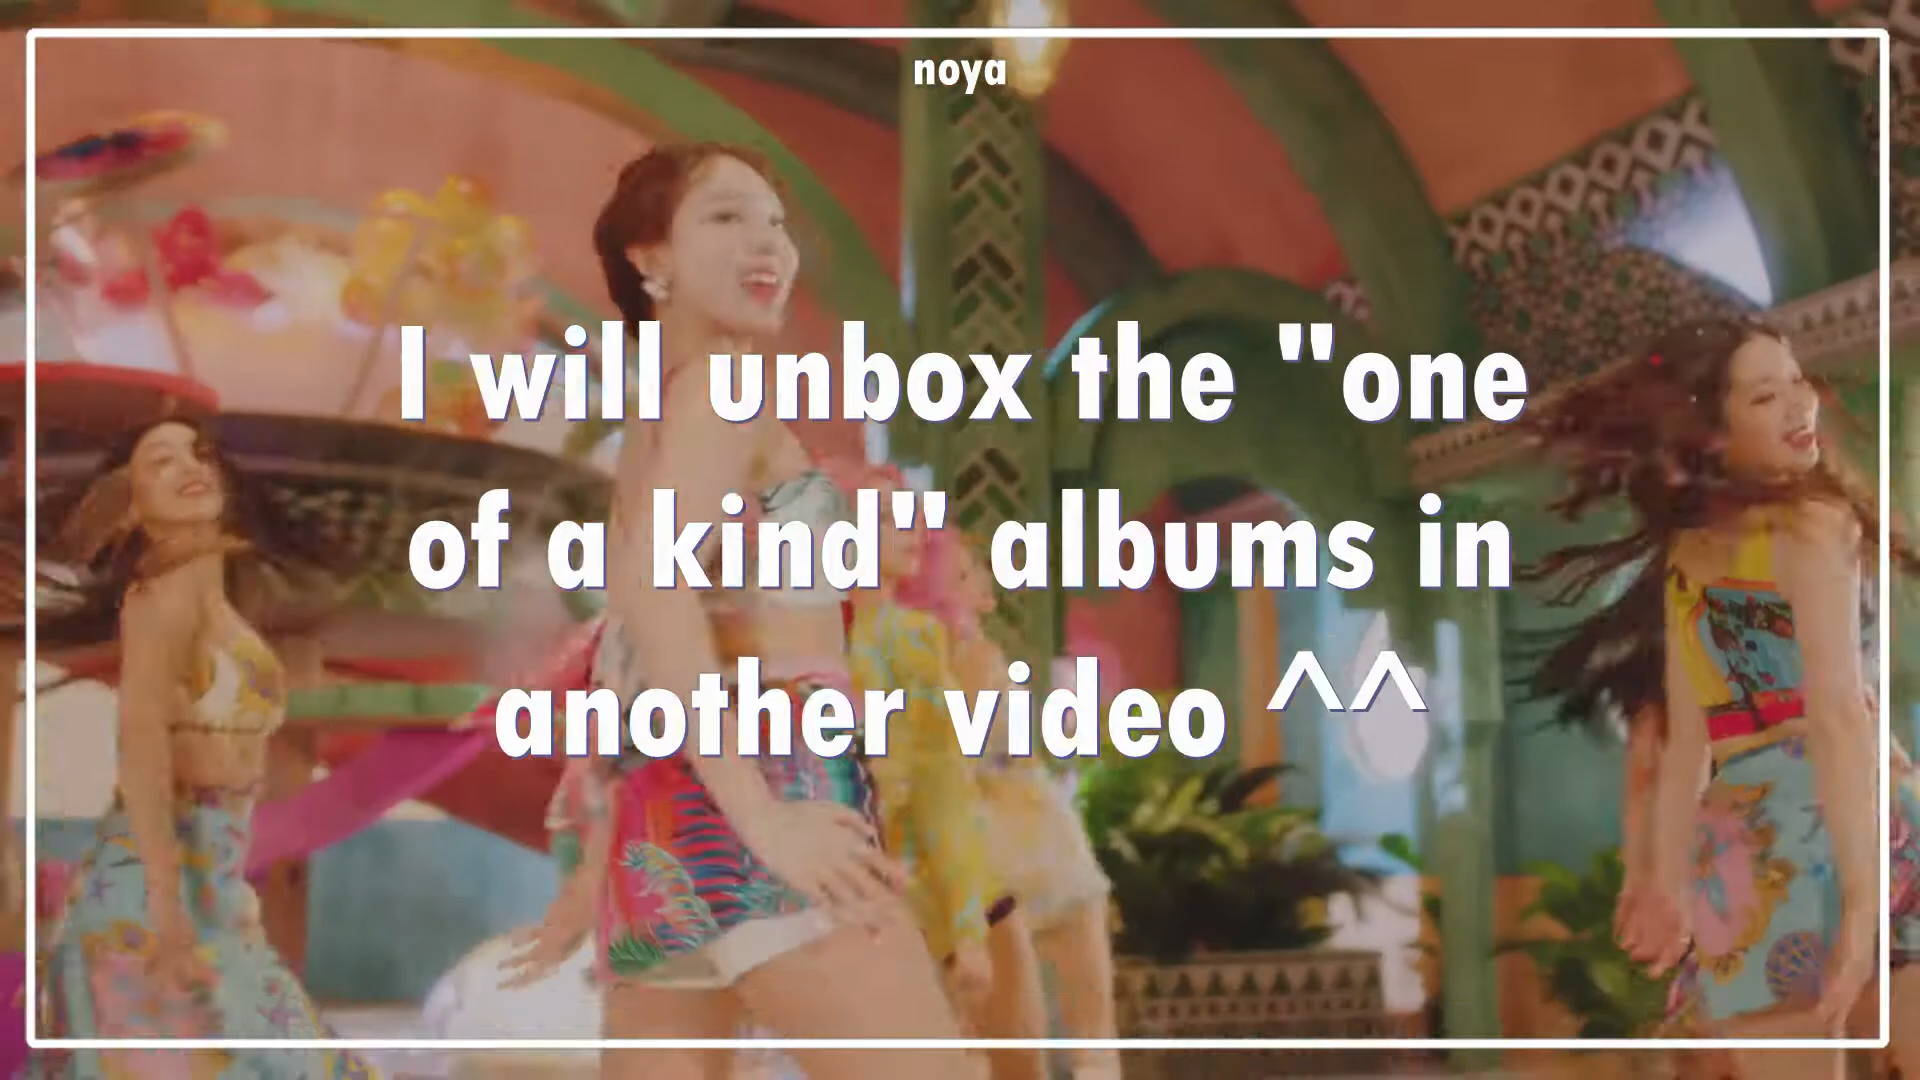 noya
I will unbox the "one
of a kind" albums in
another video ^^